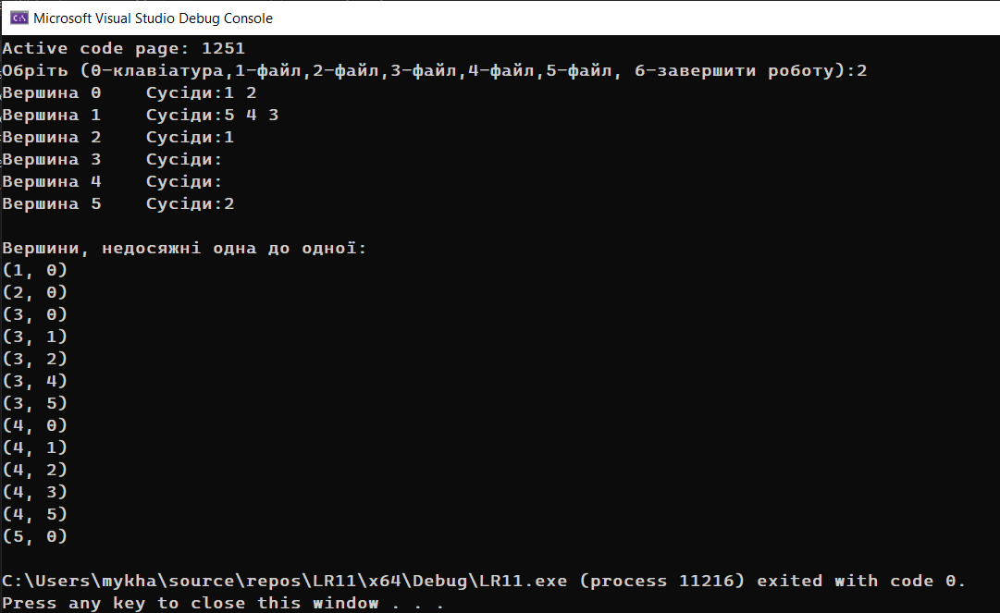 Microsoft Visual Studio Debug Console
Active code page: 1251
Обріть (0-клавіатура,1-файл,2-файл,3-файл,4-файл,5-файл, 6-завершити роботу):2
Вершина 0    Сусіди:1 2
Вершина 1    Сусіди:5 4 3
Вершина 2    Сусіди:1
Вершина 3    Сусіди:
Вершина 4    Сусіди:
Вершина 5    Сусіди:2
Вершини, недосяжні одна до одної:
(1, 0)
(2, 0)
(3, 0)
(3, 1)
(3, 2)
(3, 4)
(3, 5)
(4, 0)
(4, 1)
(4, 2)
(4, 3)
(4, 5)
(5, 0)
C:\Users\mykha\source\repos\LR11\x64\Debug\LR11.exe (process 11216) exited with code 0.
Press any key to close this window . . .